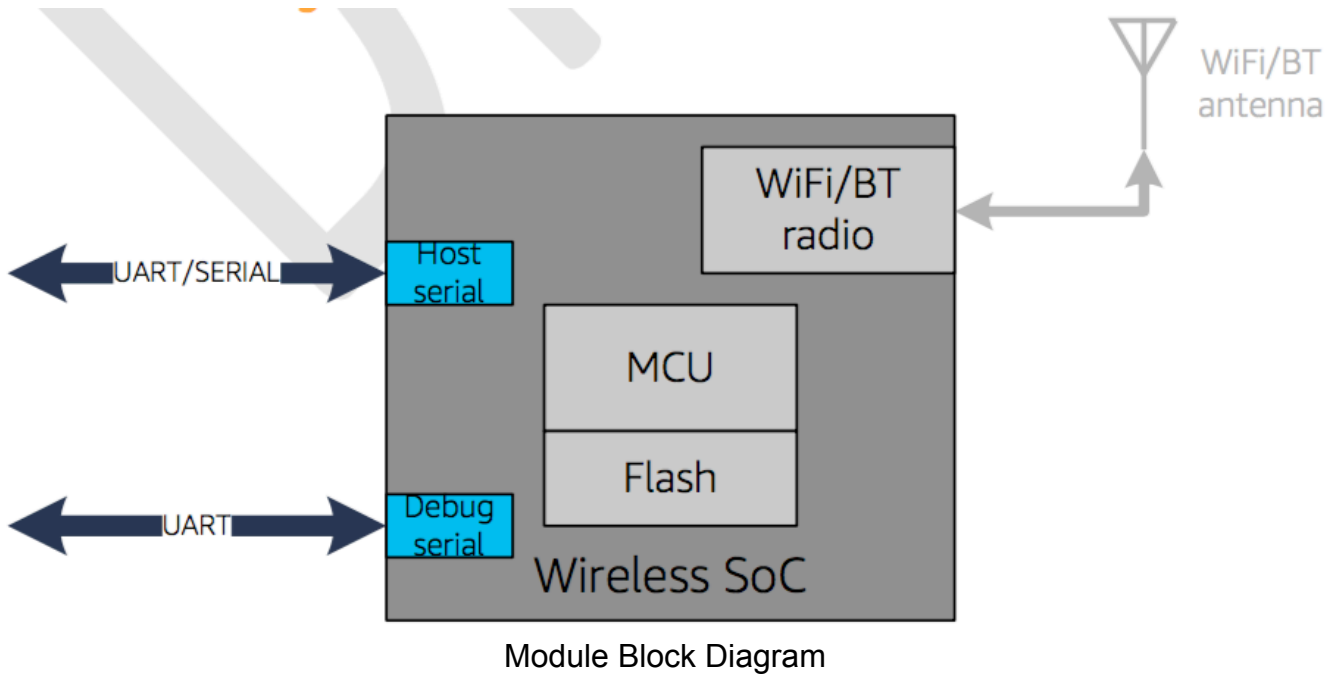 WiFi/BT
antenna
WiFi/BT
radio
Host
serial
UART/SERIAL
MCU
Flash
Debug
serial
UART
Wireless SoC
Module Block Diagram